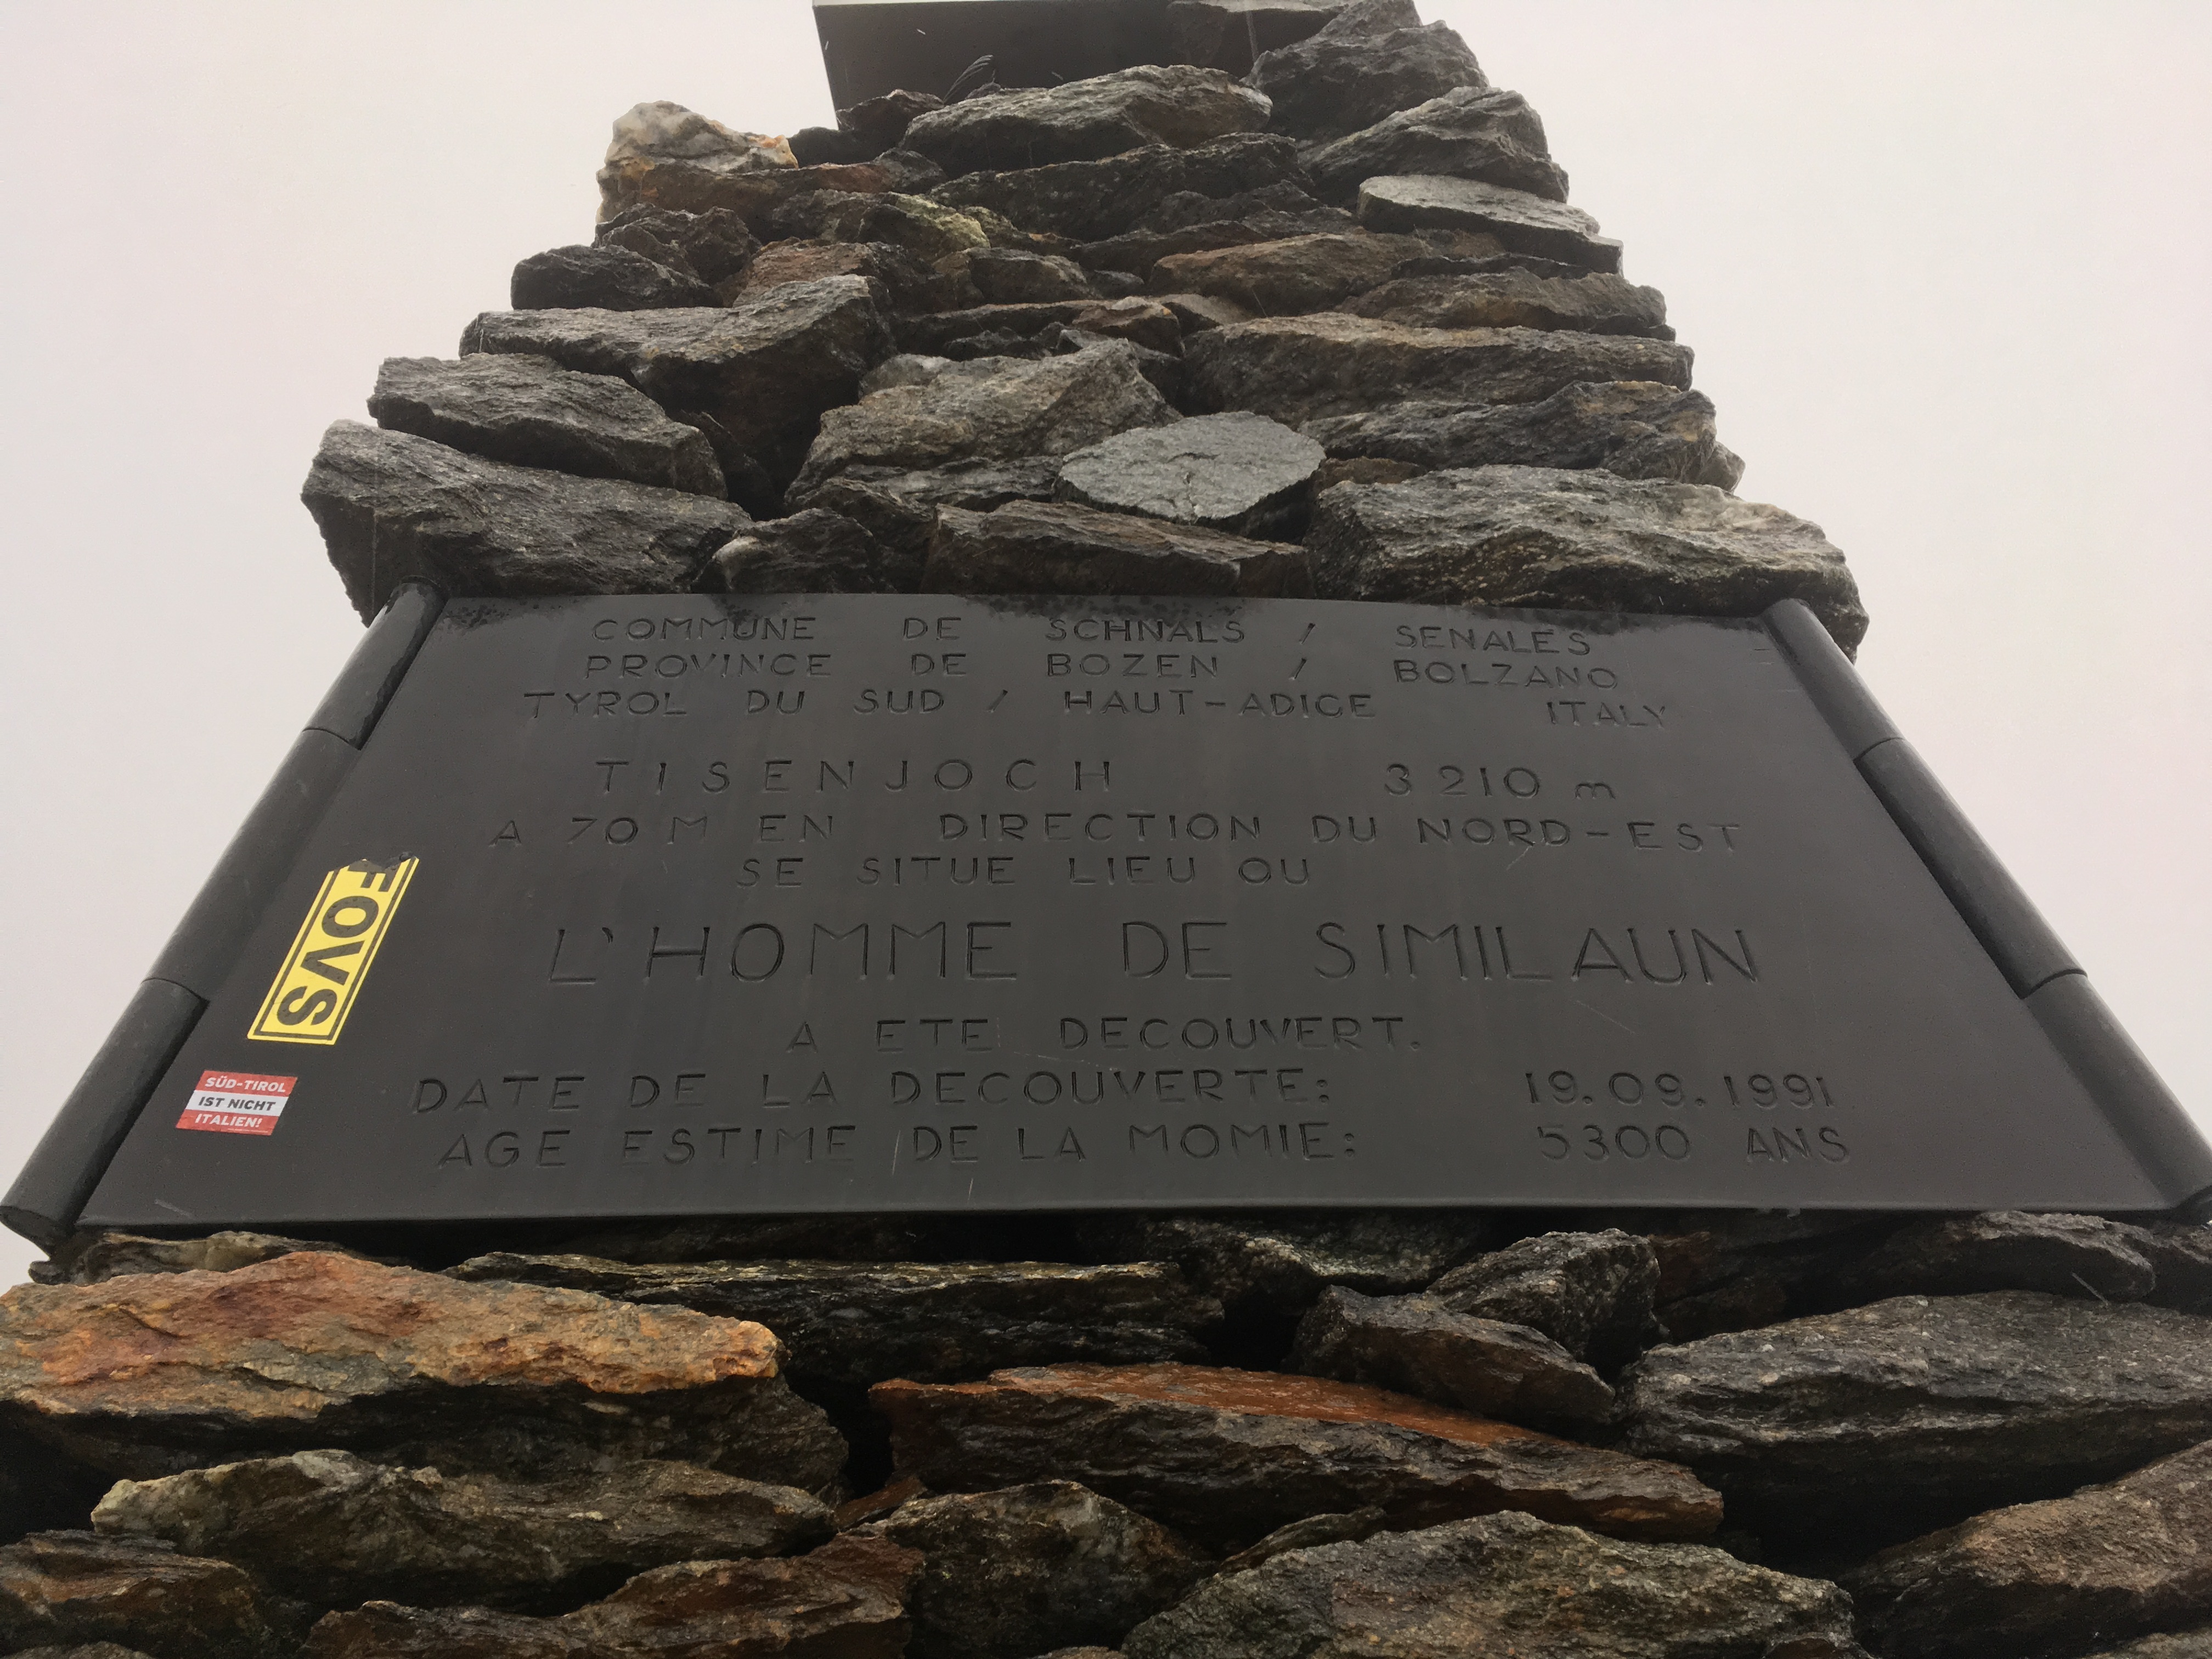 COMMUNE DE SCHNALS / SENALES
PROVINCE DE BOZEN / BOLZANO
TYROL DU SUD / HAUT-ADIGE ITALY
TISENJOCH 3210 m
A 70 M EN DIRECTION DU NORD-EST
SE SITUE LIEU OU
L'HOMME DE SIMILAUN
A ETE DECOUVERT.
DATE DE LA DECOUVERTE: 19.09.1991
AGE ESTIME DE LA MOMIE: 5300 ANS
FOVS
SÜD-TIROL
IST NICHT
ITALIEN!